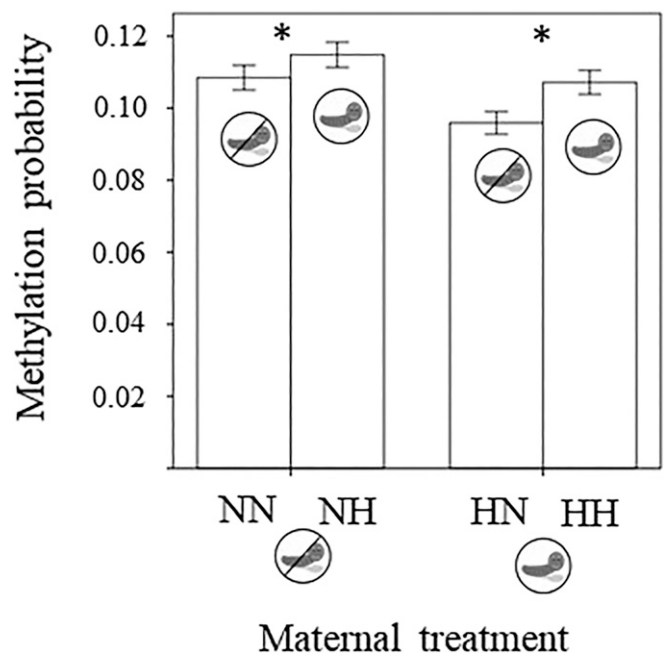 Methylation probability
0.12
0.10
0.08
0.06
0.04
0.02
*
*
NN NH HN HH
Maternal treatment